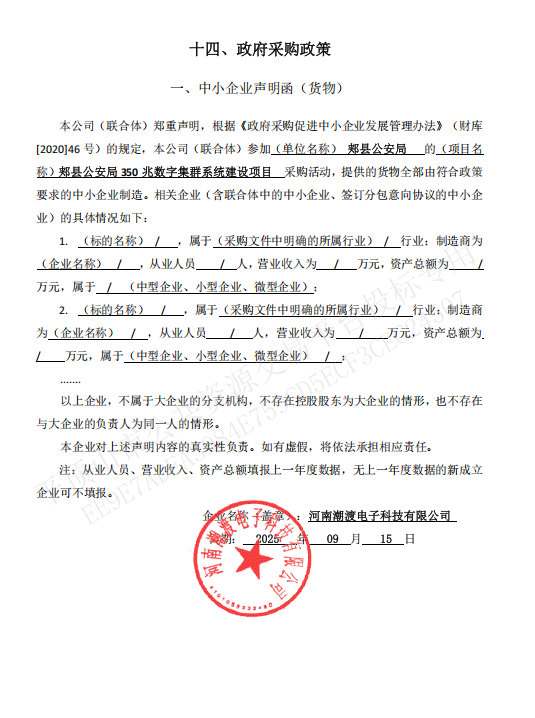 十四、政府采购政策
一、中小企业声明函（货物）
本公司（联合体）郑重声明，根据《政府采购促进中小企业发展管理办法》（财库
[2020]46 号）的规定，本公司（联合体）参加（单位名称） 郏县公安局 的（项目名
称）郏县公安局 350 兆数字集群系统建设项目 采购活动，提供的货物全部由符合政策
要求的中小企业制造。相关企业（含联合体中的中小企业、签订分包意向协议的中小企
业）的具体情况如下：
1. （标的名称） / ，属于（采购文件中明确的所属行业） / 行业；制造商为
（企业名称） / ，从业人员 / 人，营业收入为 / 万元，资产总额为 /
万元，属于 / （中型企业、小型企业、微型企业）；
2. （标的名称） / ，属于（采购文件中明确的所属行业） / 行业；制造商
为（企业名称） / ，从业人员 / 人，营业收入为 / 万元，资产总额为
/ 万元，属于（中型企业、小型企业、微型企业） / ；
.......
以上企业，不属于大企业的分支机构，不存在控股股东为大企业的情形，也不存在
与大企业的负责人为同一人的情形。
本企业对上述声明内容的真实性负责。如有虚假，将依法承担相应责任。
注：从业人员、营业收入、资产总额填报上一年度数据，无上一年度数据的新成立
企业可不填报。
企业名称（盖章）：河南潮渡电子科技有限公司
期： 2025 年 09 月 15 日
河南潮渡电子科技有限公司